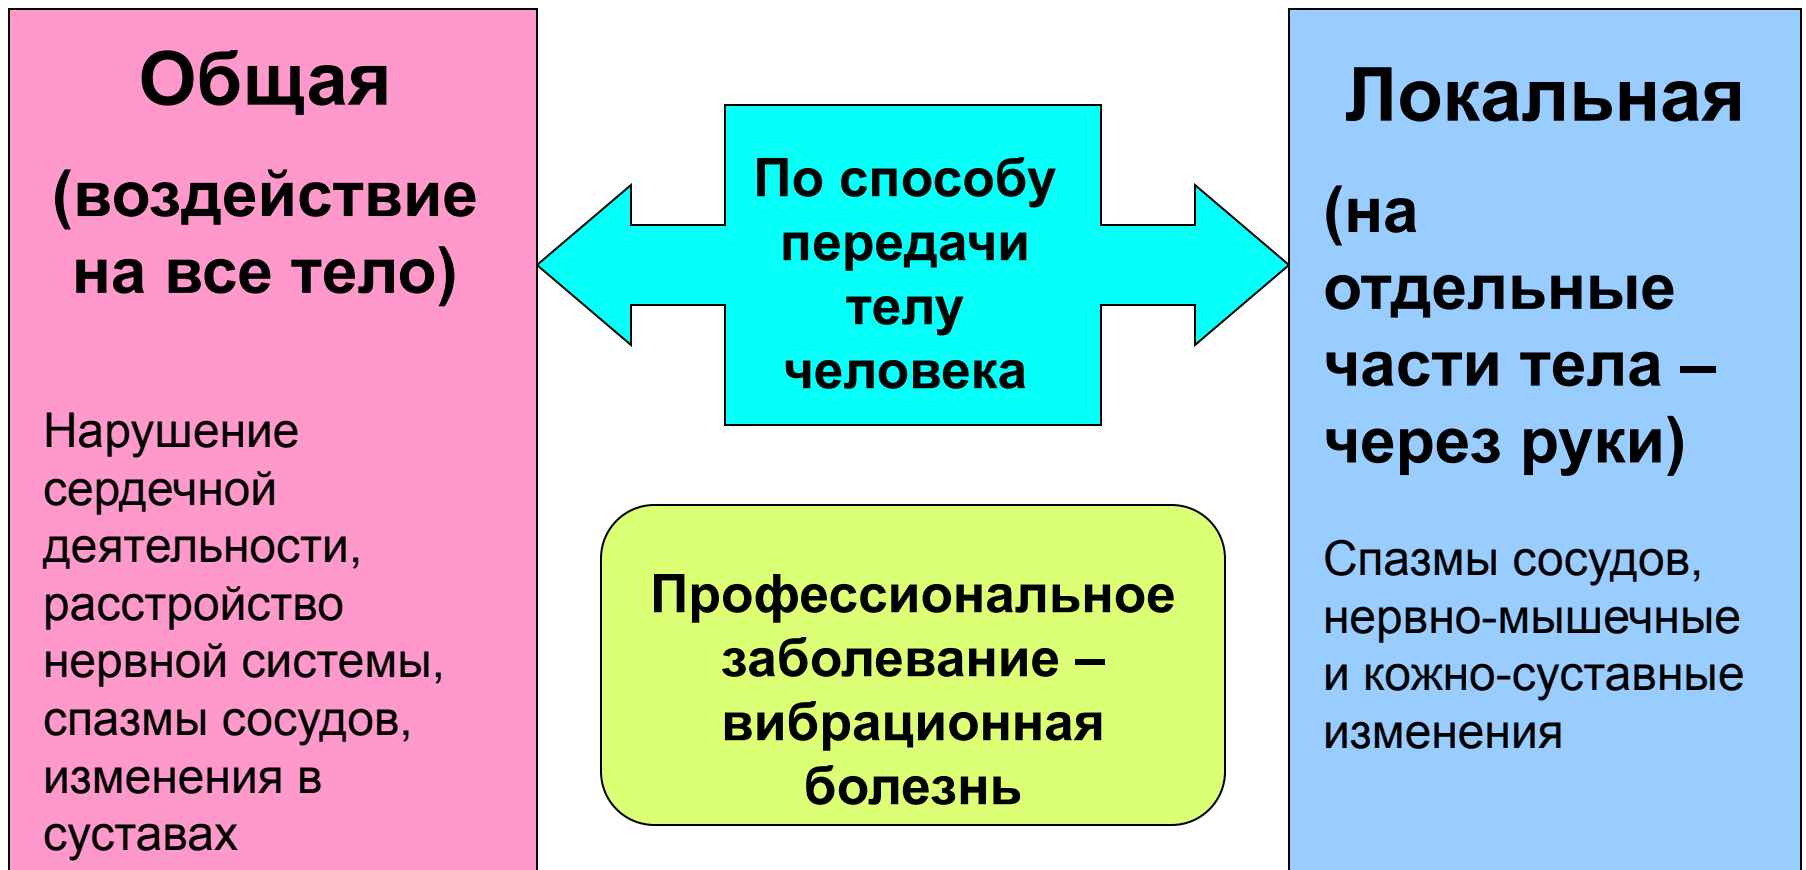 Общая
(воздействие
на все тело)
Нарушение
сердечной
деятельности,
расстройство
нервной системы,
спазмы сосудов,
изменения в
суставах
По способу
передачи
телу
человека
Профессиональное
заболевание –
вибрационная
болезнь
Локальная
(на
отдельные
части тела –
через руки)
Спазмы сосудов,
нервно-мышечные
и кожно-суставные
изменения